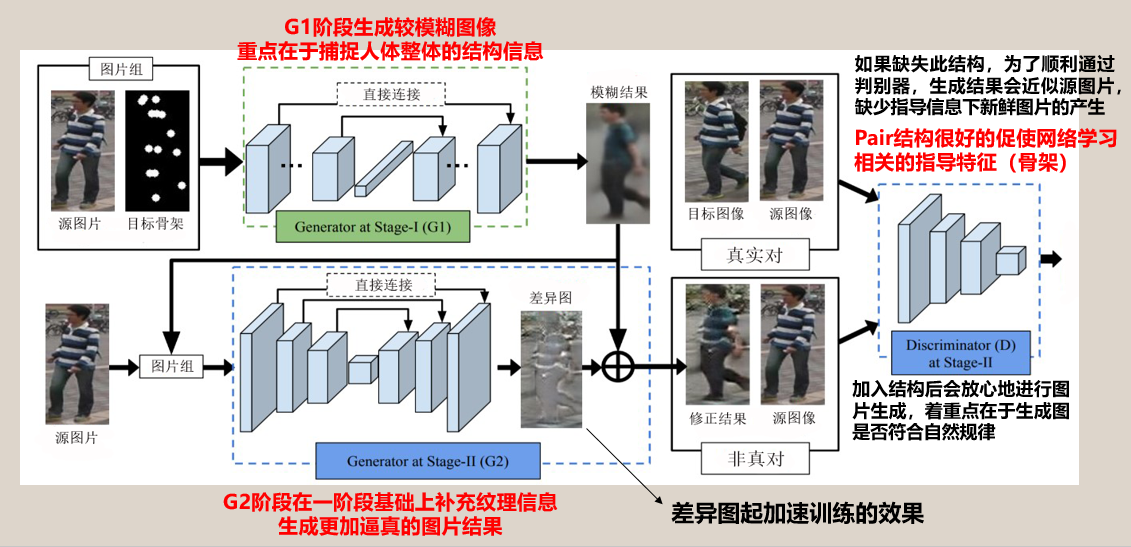 G1阶段生成较模糊图像
重点在于捕捉人体整体的结构信息
图片组
源图片
目标骨架
直接连接
Generator at Stage-I (G1)
模糊结果
目标图像
源图像
真实对
如果缺失此结构，为了顺利通过
判别器，生成结果会近似源图片，
缺少指导信息下新鲜图片的产生
Pair结构很好的促使网络学习
相关的指导特征（骨架）
源图片
图片组
直接连接
差异图
Generator at Stage-II (G2)
修正结果
源图像
非真对
Discriminator (D)
at Stage-II
加入结构后会放心地进行图
片生成，着重点在于生成图
是否符合自然规律
G2阶段在一阶段基础上补充纹理信息
生成更加逼真的图片结果
差异图起加速训练的效果